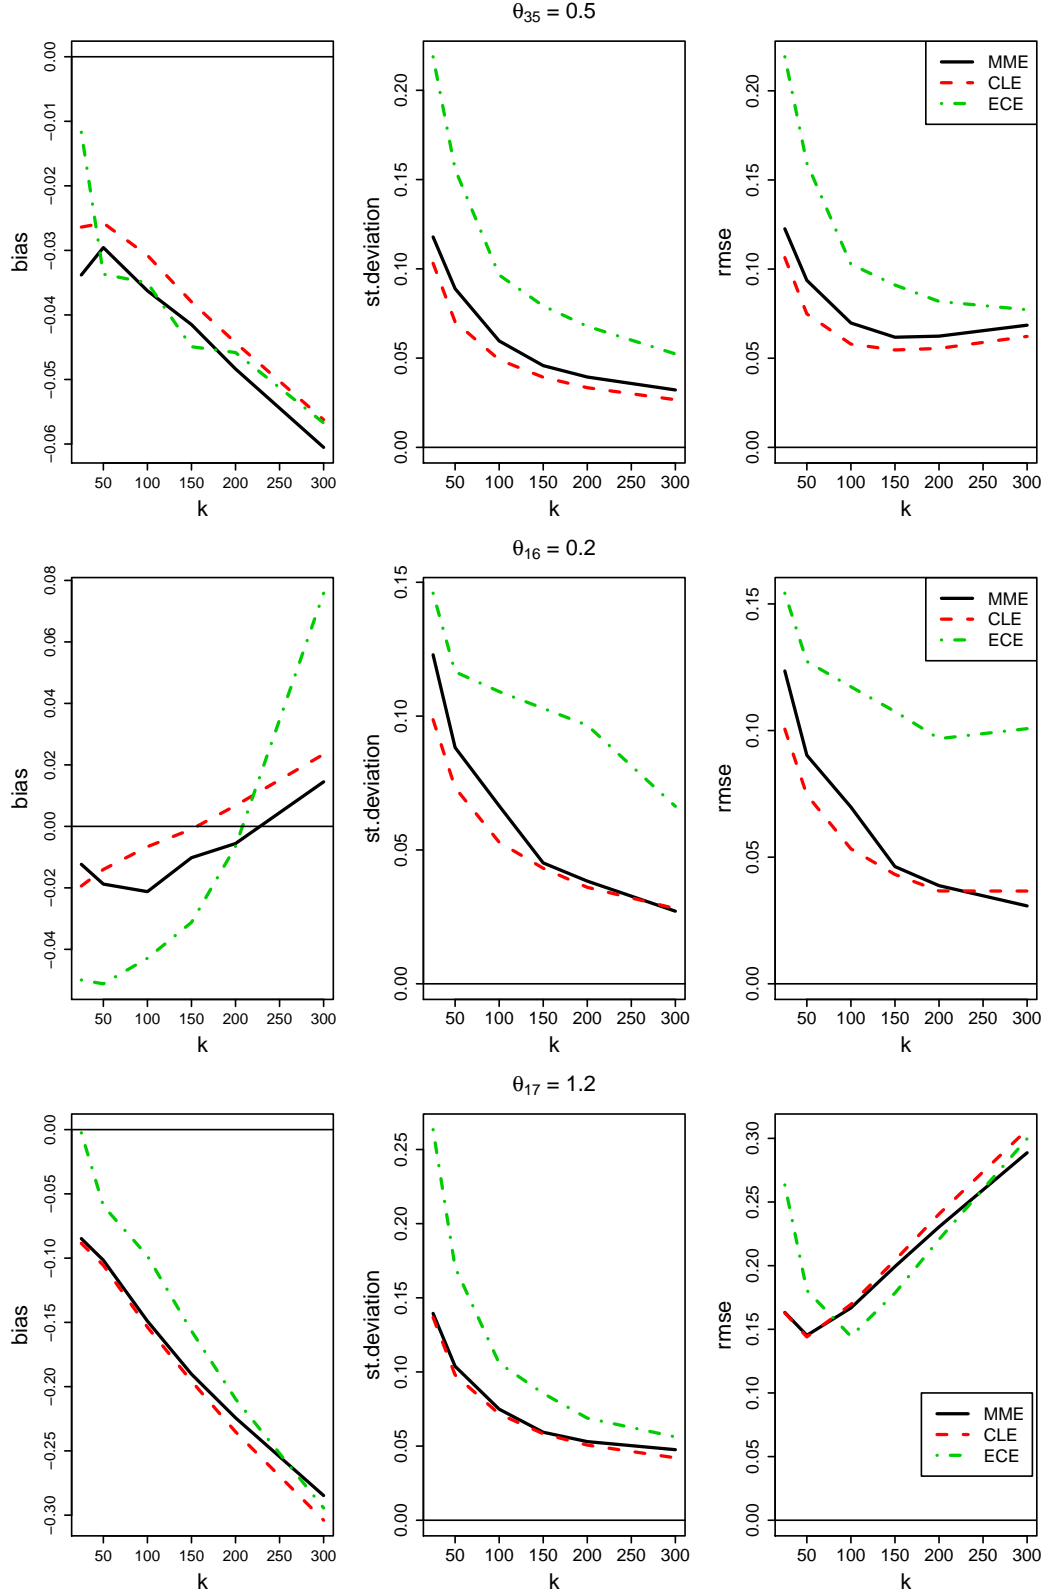 θ35 = 0.5
bias
0.00
−0.01
−0.02
−0.03
−0.04
−0.05
−0.06
50 100 150 200 250 300
k
st.deviation
0.20
0.15
0.10
0.05
0.00
50 100 150 200 250 300
k
rmse
0.20
0.15
0.10
0.05
0.00
50 100 150 200 250 300
k
MME
CLE
ECE
θ16 = 0.2
bias
0.08
0.06
0.04
0.02
0.00
−0.02
−0.04
50 100 150 200 250 300
k
st.deviation
0.15
0.10
0.05
0.00
50 100 150 200 250 300
k
rmse
0.15
0.10
0.05
0.00
50 100 150 200 250 300
k
MME
CLE
ECE
θ17 = 1.2
bias
0.00
−0.05
−0.10
−0.15
−0.20
−0.25
−0.30
50 100 150 200 250 300
k
st.deviation
0.25
0.20
0.15
0.10
0.05
0.00
50 100 150 200 250 300
k
rmse
0.30
0.25
0.20
0.15
0.10
0.05
0.00
50 100 150 200 250 300
k
MME
CLE
ECE